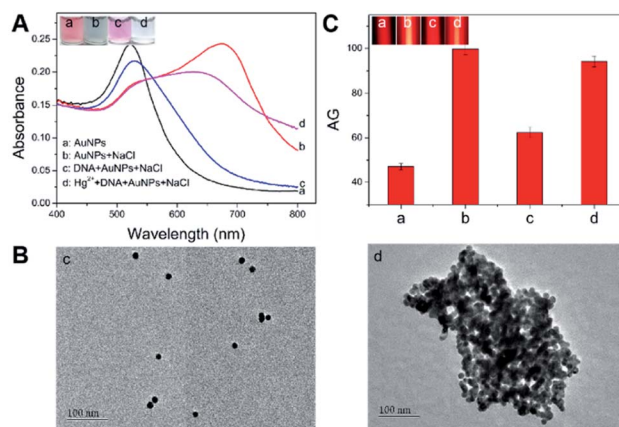 A
a b c d
0.25
0.20
0.15
0.10
0.05
0.00
Absorbance
a: AuNPs
b: AuNPs+NaCl
c: DNA+AuNPs+NaCl
d: Hg²⁺+DNA+AuNPs+NaCl
d
b
c
a
400 500 600 700 800
Wavelength (nm)
C
a b c d
100
80
60
40
AG
a b c d
B
c
100 nm
d
100 nm